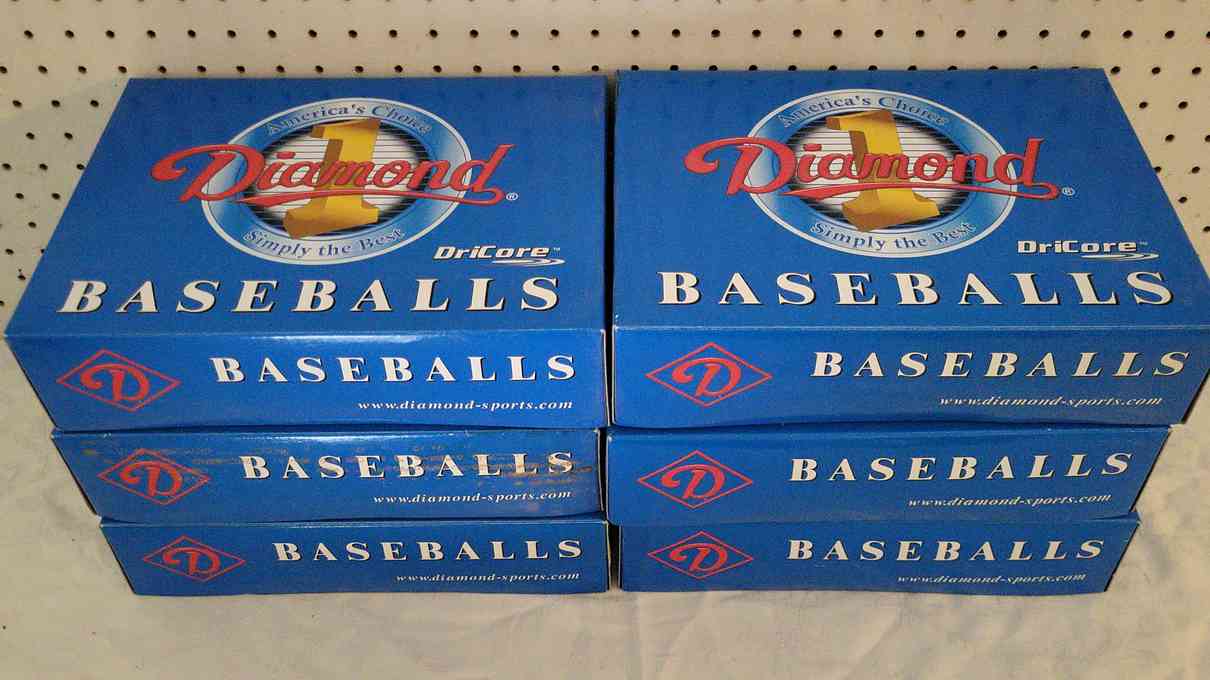 America's Choice
1
Diamond®
Simply the Best
DriCore™
BASEBALLS
D BASEBALLS
www.diamond-sports.com
D BASEBALLS
www.diamond-sports.com
D BASEBALLS
www.diamond-sports.com
America's Choice
1
Diamond®
Simply the Best
DriCore™
BASEBALLS
D BASEBALLS
www.diamond-sports.com
D BASEBALLS
www.diamond-sports.com
D BASEBALLS
www.diamond-sports.com